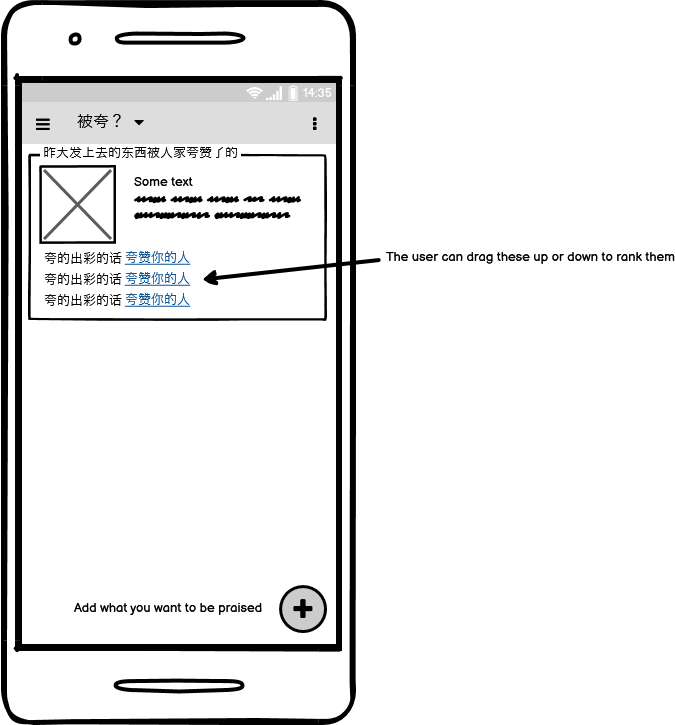 14:35
被夸？
昨大发上去的东西被人家夸赞了的
Some text
夸的出彩的话 夸赞你的人
夸的出彩的话 夸赞你的人
夸的出彩的话 夸赞你的人
The user can drag these up or down to rank them
Add what you want to be praised